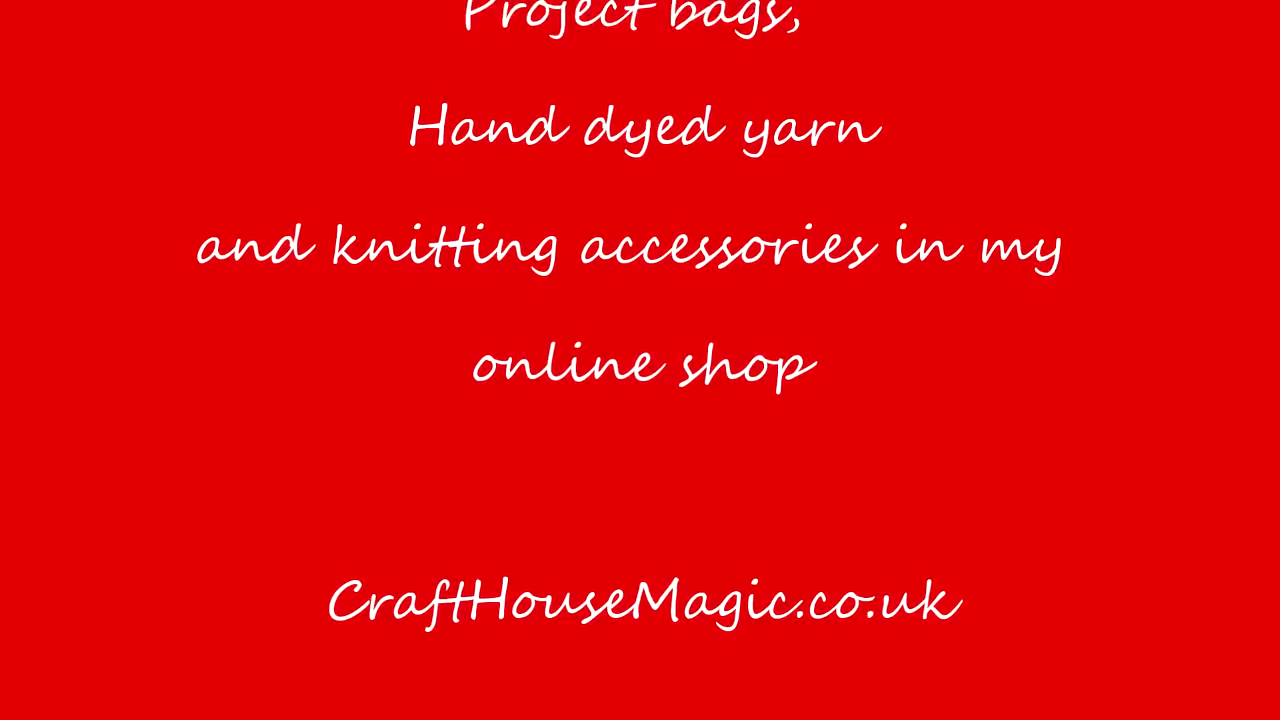 Project bags,
Hand dyed yarn
and knitting accessories in my
online shop
CraftHouseMagic.co.uk